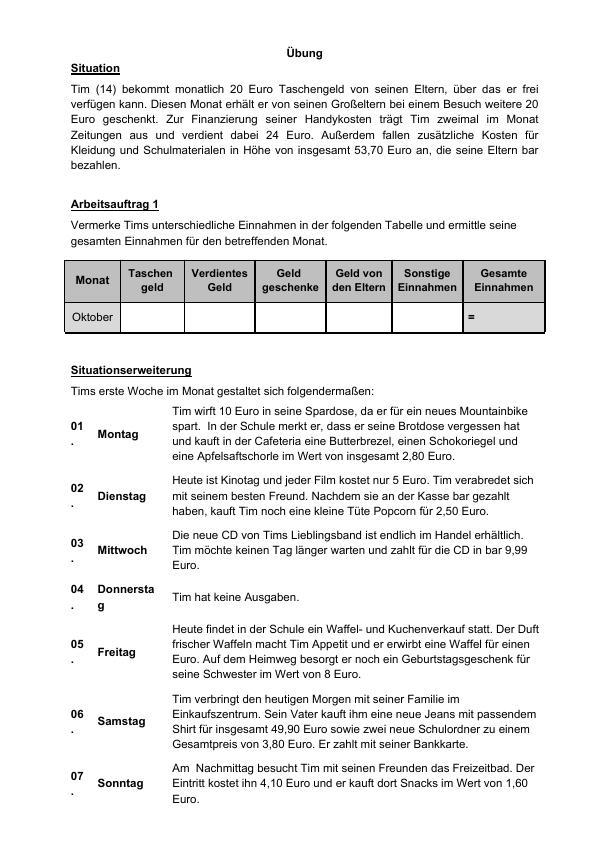 Übung
Situation
Tim (14) bekommt monatlich 20 Euro Taschengeld von seinen Eltern, über das er frei
verfügen kann. Diesen Monat erhält er von seinen Großeltern bei einem Besuch weitere 20
Euro geschenkt. Zur Finanzierung seiner Handykosten trägt Tim zweimal im Monat
Zeitungen aus und verdient dabei 24 Euro. Außerdem fallen zusätzliche Kosten für
Kleidung und Schulmaterialen in Höhe von insgesamt 53,70 Euro an, die seine Eltern bar
bezahlen.
Arbeitsauftrag 1
Vermerke Tims unterschiedliche Einnahmen in der folgenden Tabelle und ermittle seine
gesamten Einnahmen für den betreffenden Monat.
Monat
Taschen
geld
Verdientes
Geld
Geld
geschenke
Geld von
den Eltern
Sonstige
Einnahmen
Gesamte
Einnahmen
Oktober
=
Situationserweiterung
Tims erste Woche im Monat gestaltet sich folgendermaßen:
01
.
Montag
Tim wirft 10 Euro in seine Spardose, da er für ein neues Mountainbike
spart. In der Schule merkt er, dass er seine Brotdose vergessen hat
und kauft in der Cafeteria eine Butterbrezel, einen Schokoriegel und
eine Apfelsaftschorle im Wert von insgesamt 2,80 Euro.
02
.
Dienstag
Heute ist Kinotag und jeder Film kostet nur 5 Euro. Tim verabredet sich
mit seinem besten Freund. Nachdem sie an der Kasse bar gezahlt
haben, kauft Tim noch eine kleine Tüte Popcorn für 2,50 Euro.
03
.
Mittwoch
Die neue CD von Tims Lieblingsband ist endlich im Handel erhältlich.
Tim möchte keinen Tag länger warten und zahlt für die CD in bar 9,99
Euro.
04
.
Donnersta
g
Tim hat keine Ausgaben.
05
.
Freitag
Heute findet in der Schule ein Waffel- und Kuchenverkauf statt. Der Duft
frischer Waffeln macht Tim Appetit und er erwirbt eine Waffel für einen
Euro. Auf dem Heimweg besorgt er noch ein Geburtstagsgeschenk für
seine Schwester im Wert von 8 Euro.
06
.
Samstag
Tim verbringt den heutigen Morgen mit seiner Familie im
Einkaufszentrum. Sein Vater kauft ihm eine neue Jeans mit passendem
Shirt für insgesamt 49,90 Euro sowie zwei neue Schulordner zu einem
Gesamtpreis von 3,80 Euro. Er zahlt mit seiner Bankkarte.
07
.
Sonntag
Am Nachmittag besucht Tim mit seinen Freunden das Freizeitbad. Der
Eintritt kostet ihn 4,10 Euro und er kauft dort Snacks im Wert von 1,60
Euro.